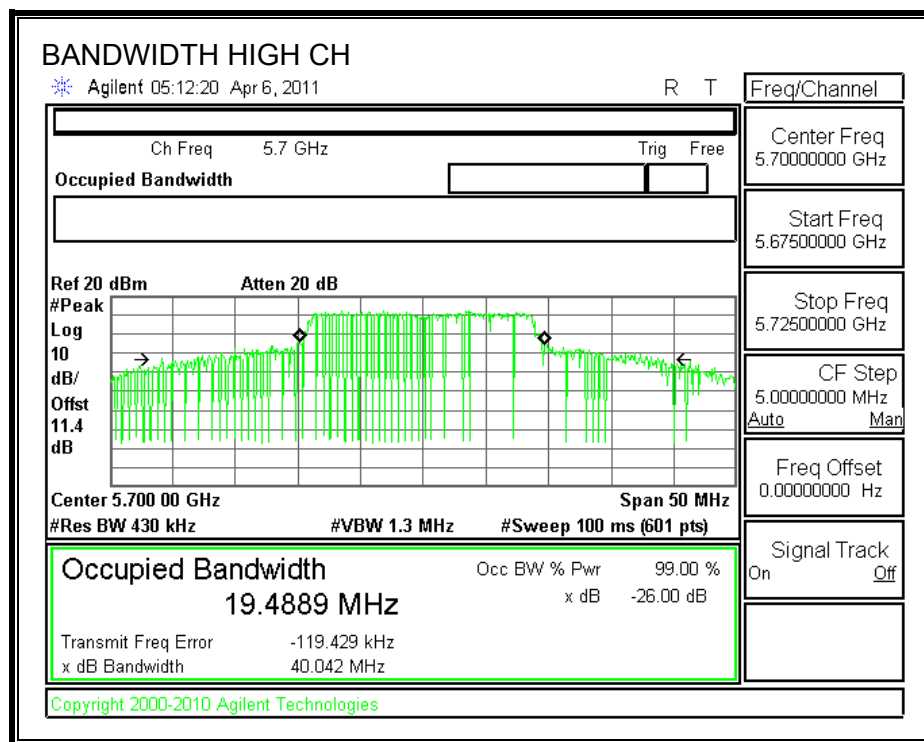 BANDWIDTH HIGH CH
Agilent 05:12:20 Apr 6, 2011
R T
Ch Freq 5.7 GHz
Trig Free
Occupied Bandwidth
Ref 20 dBm
Atten 20 dB
#Peak
Log
10
dB/
Offst
11.4
dB
Center 5.700 00 GHz
Span 50 MHz
#Res BW 430 kHz
#VBW 1.3 MHz
#Sweep 100 ms (601 pts)
Occupied Bandwidth
19.4889 MHz
Occ BW % Pwr 99.00 %
x dB -26.00 dB
Transmit Freq Error -119.429 kHz
x dB Bandwidth 40.042 MHz
Copyright 2000-2010 Agilent Technologies
Freq/Channel
Center Freq
5.70000000 GHz
Start Freq
5.67500000 GHz
Stop Freq
5.72500000 GHz
CF Step
5.00000000 MHz
Auto Man
Freq Offset
0.00000000 Hz
Signal Track
On Off